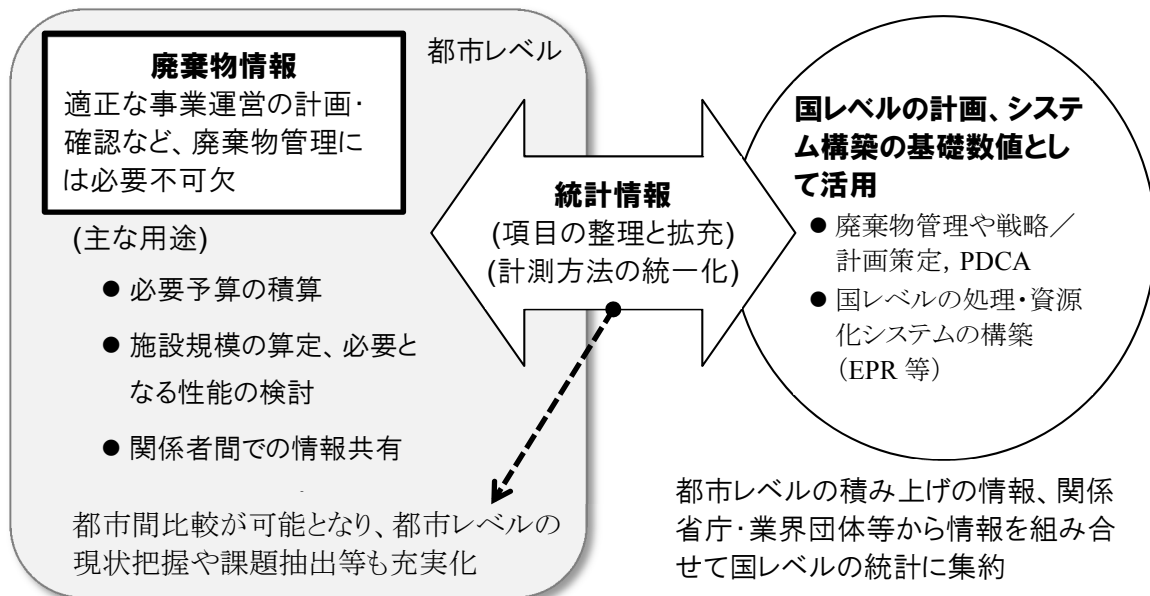 都市レベル
廃棄物情報
適正な事業運営の計画・
確認など、廃棄物管理に
は必要不可欠
(主な用途)
● 必要予算の積算
● 施設規模の算定、必要と
なる性能の検討
● 関係者間での情報共有
都市間比較が可能となり、都市レベルの
現状把握や課題抽出等も充実化
統計情報
(項目の整理と拡充)
(計測方法の統一化)
国レベルの計画、システ
ム構築の基礎数値とし
て活用
● 廃棄物管理や戦略／
計画策定, PDCA
● 国レベルの処理・資源
化システムの構築
（EPR 等）
都市レベルの積み上げの情報、関係
省庁・業界団体等から情報を組み合
せて国レベルの統計に集約